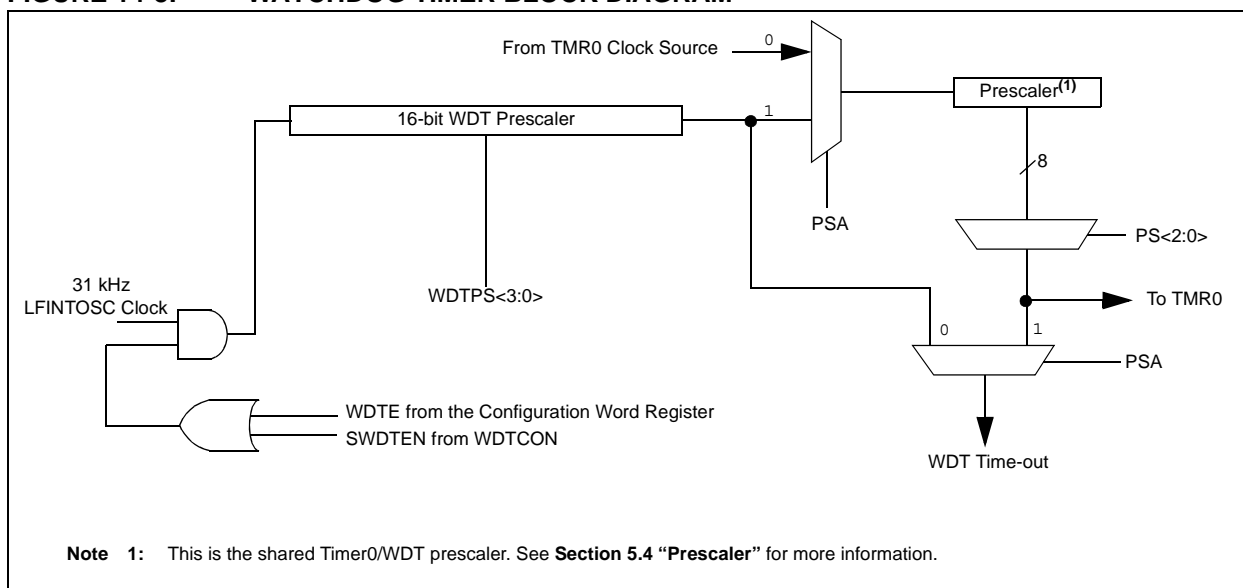 From TMR0 Clock Source
0
Prescaler(1)
16-bit WDT Prescaler
1
8
PSA
PS<2:0>
31 kHz
LFINTOSC Clock
WDTPS<3:0>
To TMR0
0
1
PSA
WDTE from the Configuration Word Register
SWDTEN from WDTCON
WDT Time-out
Note 1: This is the shared Timer0/WDT prescaler. See Section 5.4 “Prescaler” for more information.